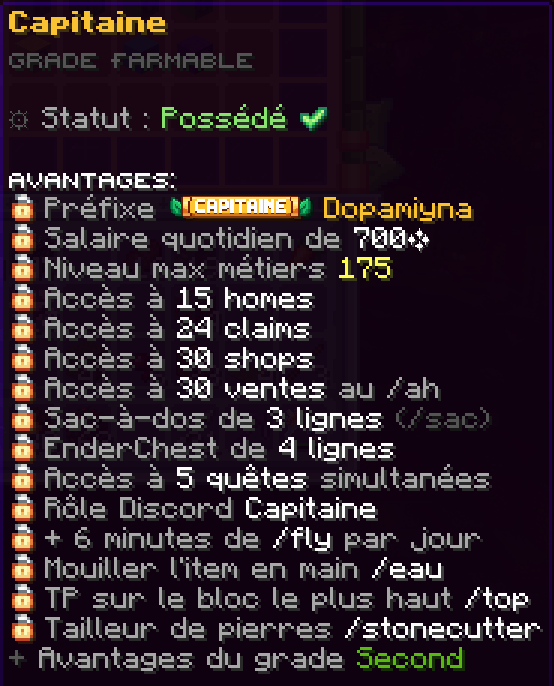 Capitaine
GRADE FARMABLE
Statut : Possédé ✔
AVANTAGES:
Préfixe [CAPITAINE] Dopamiyna
Salaire quotidien de 700
Niveau max métiers 175
Accès à 15 homes
Accès à 24 claims
Accès à 30 shops
Accès à 30 ventes au /ah
Sac-à-dos de 3 lignes (/sac)
EnderChest de 4 lignes
Accès à 5 quêtes simultanées
Rôle Discord Capitaine
+ 6 minutes de /fly par jour
Mouiller l'item en main /eau
TP sur le bloc le plus haut /top
Tailleur de pierres /stonecutter
+ Avantages du grade Second